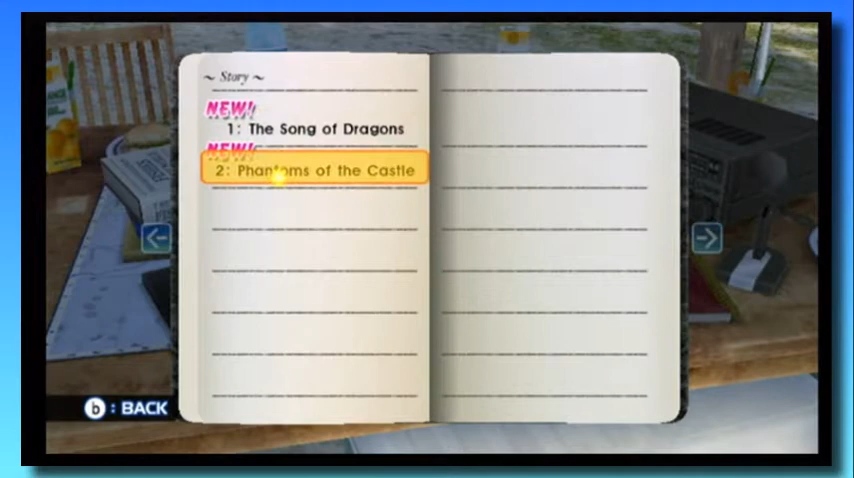 ~ Story ~
NEW!
1: The Song of Dragons
NEW!
2: Phantoms of the Castle
b : BACK